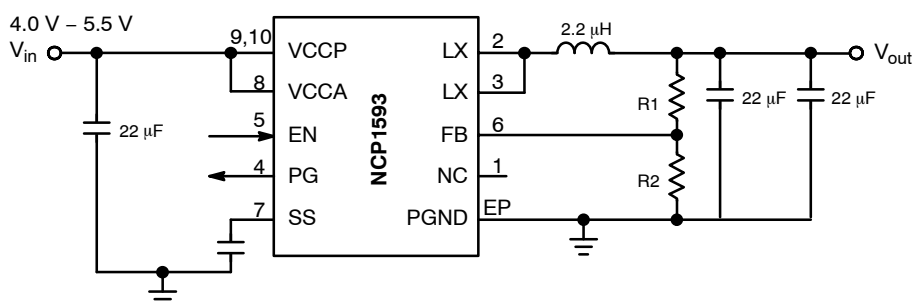 4.0 V – 5.5 V
Vin
9,10
VCCP
LX
2
2.2 μH
Vout
8
VCCA
LX
3
R1
22 μF
22 μF
22 μF
5
EN
NCP1593
FB
6
4
PG
NC
1
R2
7
SS
PGND
EP